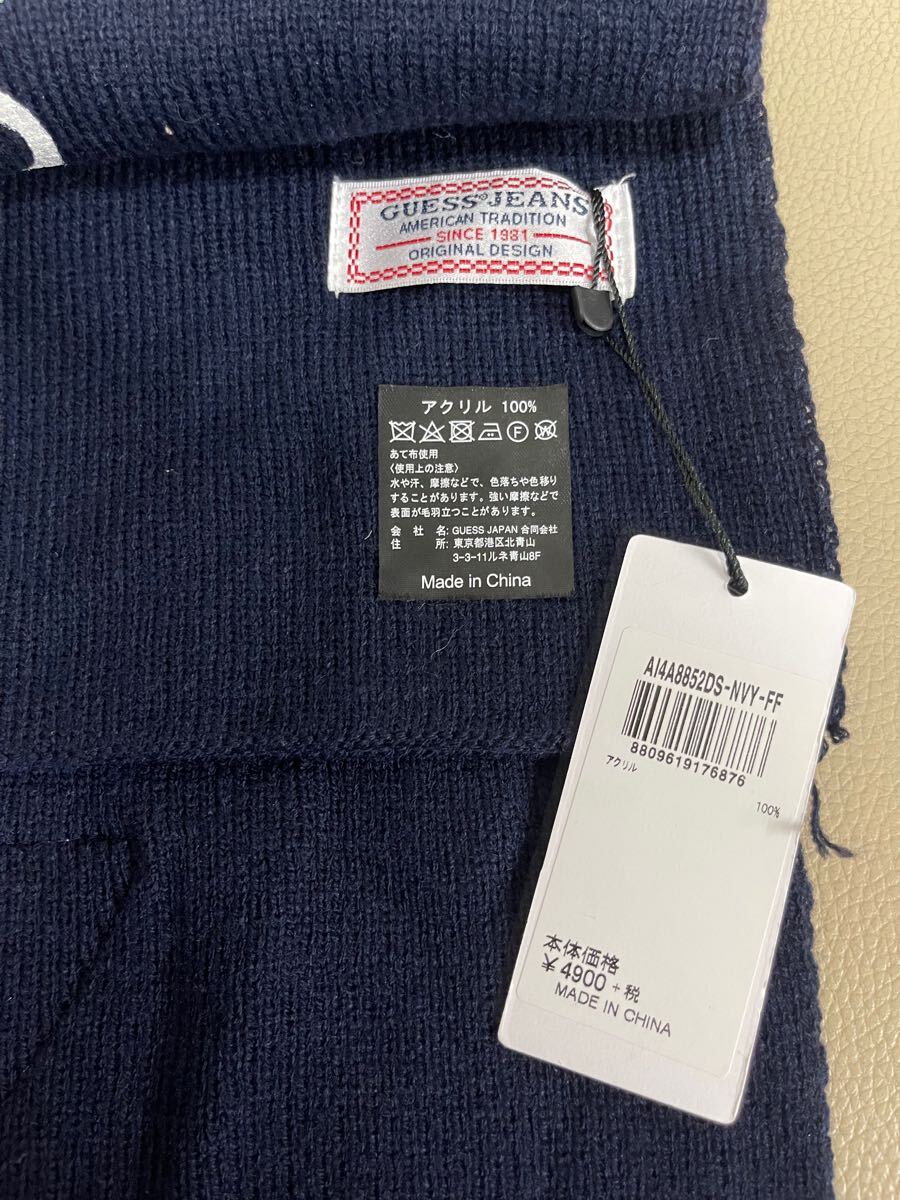 GUESS® JEANS
AMERICAN TRADITION
SINCE 1981
ORIGINAL DESIGN
アクリル 100%
F W
あて布使用
〈使用上の注意〉
水や汗、摩擦などで、色落ちや色移り
することがあります。強い摩擦などで
表面が毛羽立つことがあります。
会 社 名: GUESS JAPAN 合同会社
住 所: 東京都港区北青山
3-3-11ルネ青山8F
Made in China
AI4A8852DS-NVY-FF
8809619176876
アクリル
100%
本体価格
¥ 4900 + 税
MADE IN CHINA